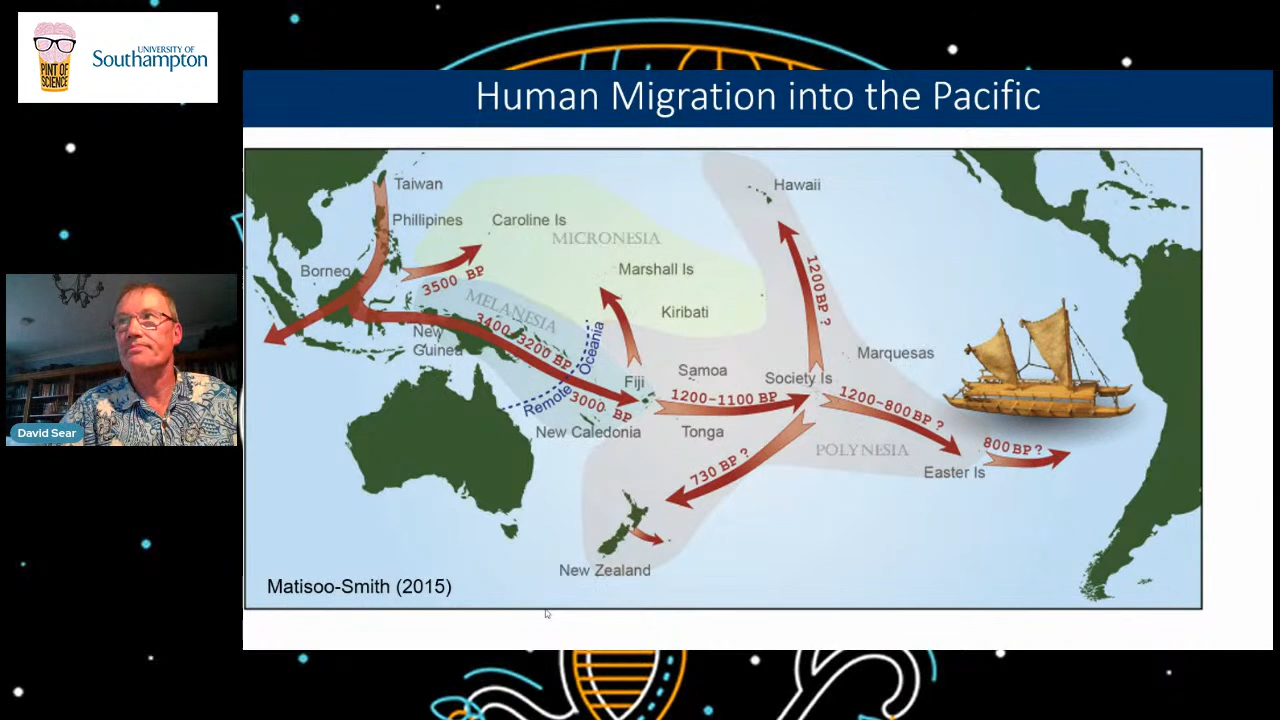 PINT OF
SCIENCE
UNIVERSITY OF
Southampton
Human Migration into the Pacific
Taiwan
Hawaii
Phillipines
Caroline Is
MICRONESIA
Borneo
3500 BP
Marshall Is
1200BP ?
MELANESIA
Kiribati
New
Guinea
3400-3200 BP
Remote Oceania
Marquesas
Samoa
Fiji
Society Is
3000 BP
1200-1100 BP
1200-800BP ?
New Caledonia
Tonga
POLYNESIA
800BP ?
730 BP ?
Easter Is
New Zealand
Matisoo-Smith (2015)
David Sear